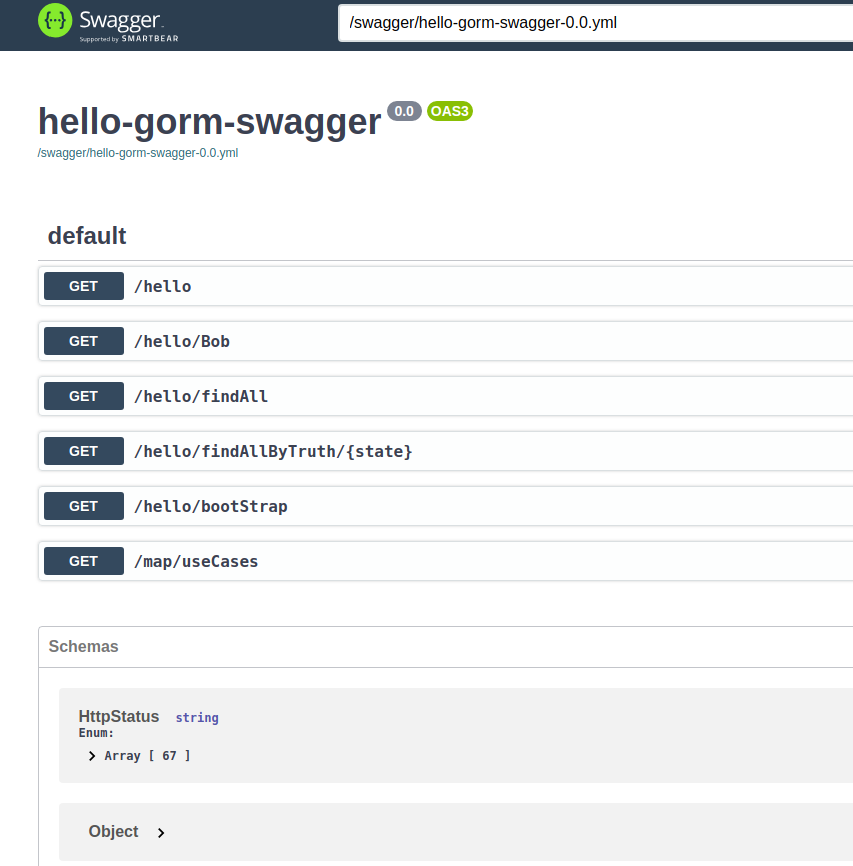 {··} Swagger.
Supported by SMARTBEAR
/swagger/hello-gorm-swagger-0.0.yml
hello-gorm-swagger 0.0 OAS3
/swagger/hello-gorm-swagger-0.0.yml
default
GET /hello
GET /hello/Bob
GET /hello/findAll
GET /hello/findAllByTruth/{state}
GET /hello/bootStrap
GET /map/useCases
Schemas
HttpStatus string
Enum:
Array [ 67 ]
Object